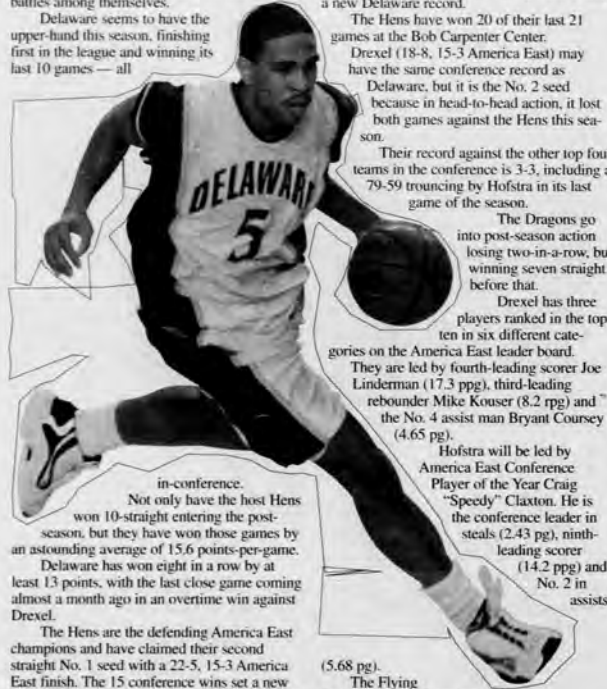 battles among themselves.
Delaware seems to have the
upper-hand this season, finishing
first in the league and winning its
last 10 games — all
in-conference.
Not only have the host Hens
won 10-straight entering the post-
season, but they have won those games by
an astounding average of 15.6 points-per-game.
Delaware has won eight in a row by at
least 13 points, with the last close game coming
almost a month ago in an overtime win against
Drexel.
The Hens are the defending America East
champions and have claimed their second
straight No. 1 seed with a 22-5, 15-3 America
East finish. The 15 conference wins set a new
a new Delaware record.
The Hens have won 20 of their last 21
games at the Bob Carpenter Center.
Drexel (18-8, 15-3 America East) may
have the same conference record as
Delaware, but it is the No. 2 seed
because in head-to-head action, it lost
both games against the Hens this sea-
son.
Their record against the other top fou
teams in the conference is 3-3, including a
79-59 trouncing by Hofstra in its last
game of the season.
The Dragons go
into post-season action
losing two-in-a-row, bu
winning seven straight
before that.
Drexel has three
players ranked in the top
ten in six different cate-
gories on the America East leader board.
They are led by fourth-leading scorer Joe
Linderman (17.3 ppg), third-leading
rebounder Mike Kouser (8.2 rpg) and
the No. 4 assist man Bryant Coursey
(4.65 pg).
Hofstra will be led by
America East Conference
Player of the Year Craig
"Speedy" Claxton. He is
the conference leader in
steals (2.43 pg), ninth-
leading scorer
(14.2 ppg) and
No. 2 in
assists
(5.68 pg).
The Flying
DELAWARE
5